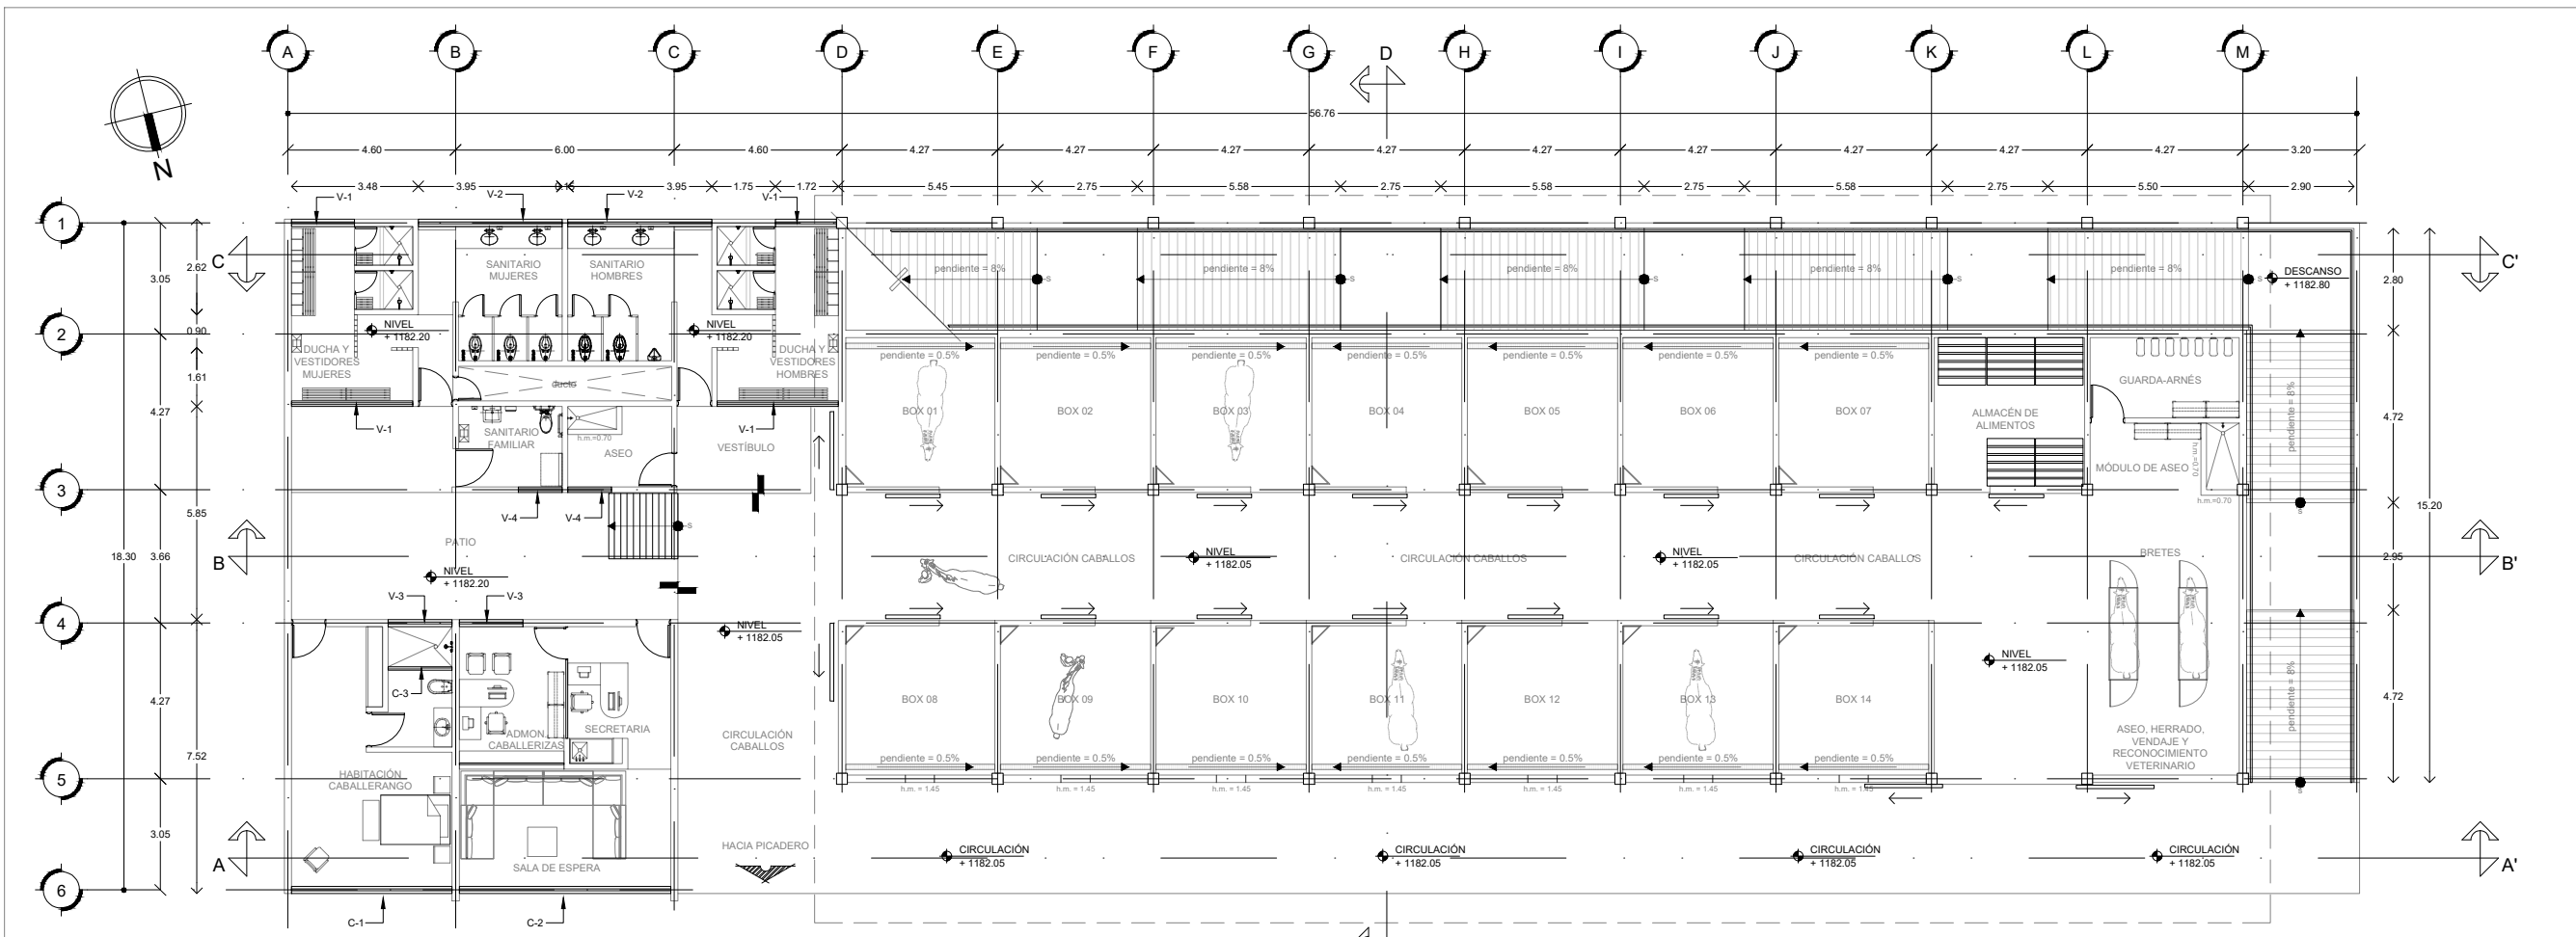 A B C D E F G D H I J K L M
N
56.76
4.60 6.00 4.60 4.27 4.27 4.27 4.27 4.27 4.27 4.27 4.27 4.27 3.20
3.48 3.95 3.95 1.75 1.72 5.45 2.75 5.58 2.75 5.58 2.75 5.58 2.75 5.50 2.90
V-1 V-2 V-2 V-1
1
C 3.05 2.62
SANITARIO
MUJERES
SANITARIO
HOMBRES
pendiente = 8% pendiente = 8% pendiente = 8% pendiente = 8% pendiente = 8%
S S S S S
DESCANSO
+ 1182.80
2.80
C'
2 0.90
NIVEL
+ 1182.20
NIVEL
+ 1182.20
DUCHA Y
VESTIDORES
MUJERES
DUCHA Y
VESTIDORES
HOMBRES
pendiente = 0.5% pendiente = 0.5% pendiente = 0.5% pendiente = 0.5% pendiente = 0.5% pendiente = 0.5% pendiente = 0.5%
1.61
ducto
GUARDA-ARNÉS
4.27
BOX 01 BOX 02 BOX 03 BOX 04 BOX 05 BOX 06 BOX 07
ALMACÉN DE
ALIMENTOS
pendiente = 8%
4.72
V-1 V-1
SANITARIO
FAMILIAR
h.m.=0.70
ASEO
VESTÍBULO
MÓDULO DE ASEO
h.m.=0.70
h.m.=0.70
3
S
V-4 V-4
5.85
15.20
18.30 3.66
PATIO
S
B
NIVEL
+ 1182.20
CIRCULACIÓN CABALLOS
NIVEL
+ 1182.05
CIRCULACIÓN CABALLOS
NIVEL
+ 1182.05
CIRCULACIÓN CABALLOS
BRETES
2.95
B'
V-3 V-3
4
NIVEL
+ 1182.05
NIVEL
+ 1182.05
C-3
4.27
BOX 08 BOX 09 BOX 10 BOX 11 BOX 12 BOX 13 BOX 14
pendiente = 8%
4.72
SECRETARIA
ADMON.
CABALLERIZAS
CIRCULACIÓN
CABALLOS
ASEO, HERRADO,
VENDAJE Y
RECONOCIMIENTO
VETERINARIO
7.52
pendiente = 0.5% pendiente = 0.5% pendiente = 0.5% pendiente = 0.5% pendiente = 0.5% pendiente = 0.5% pendiente = 0.5%
5
HABITACIÓN
CABALLERANGO
h.m. = 1.45 h.m. = 1.45 h.m. = 1.45 h.m. = 1.45 h.m. = 1.45 h.m. = 1.45 h.m. = 1.45
S
3.05
HACIA PICADERO
A
SALA DE ESPERA
CIRCULACIÓN
+ 1182.05
CIRCULACIÓN
+ 1182.05
CIRCULACIÓN
+ 1182.05
CIRCULACIÓN
+ 1182.05
A'
6
C-1 C-2